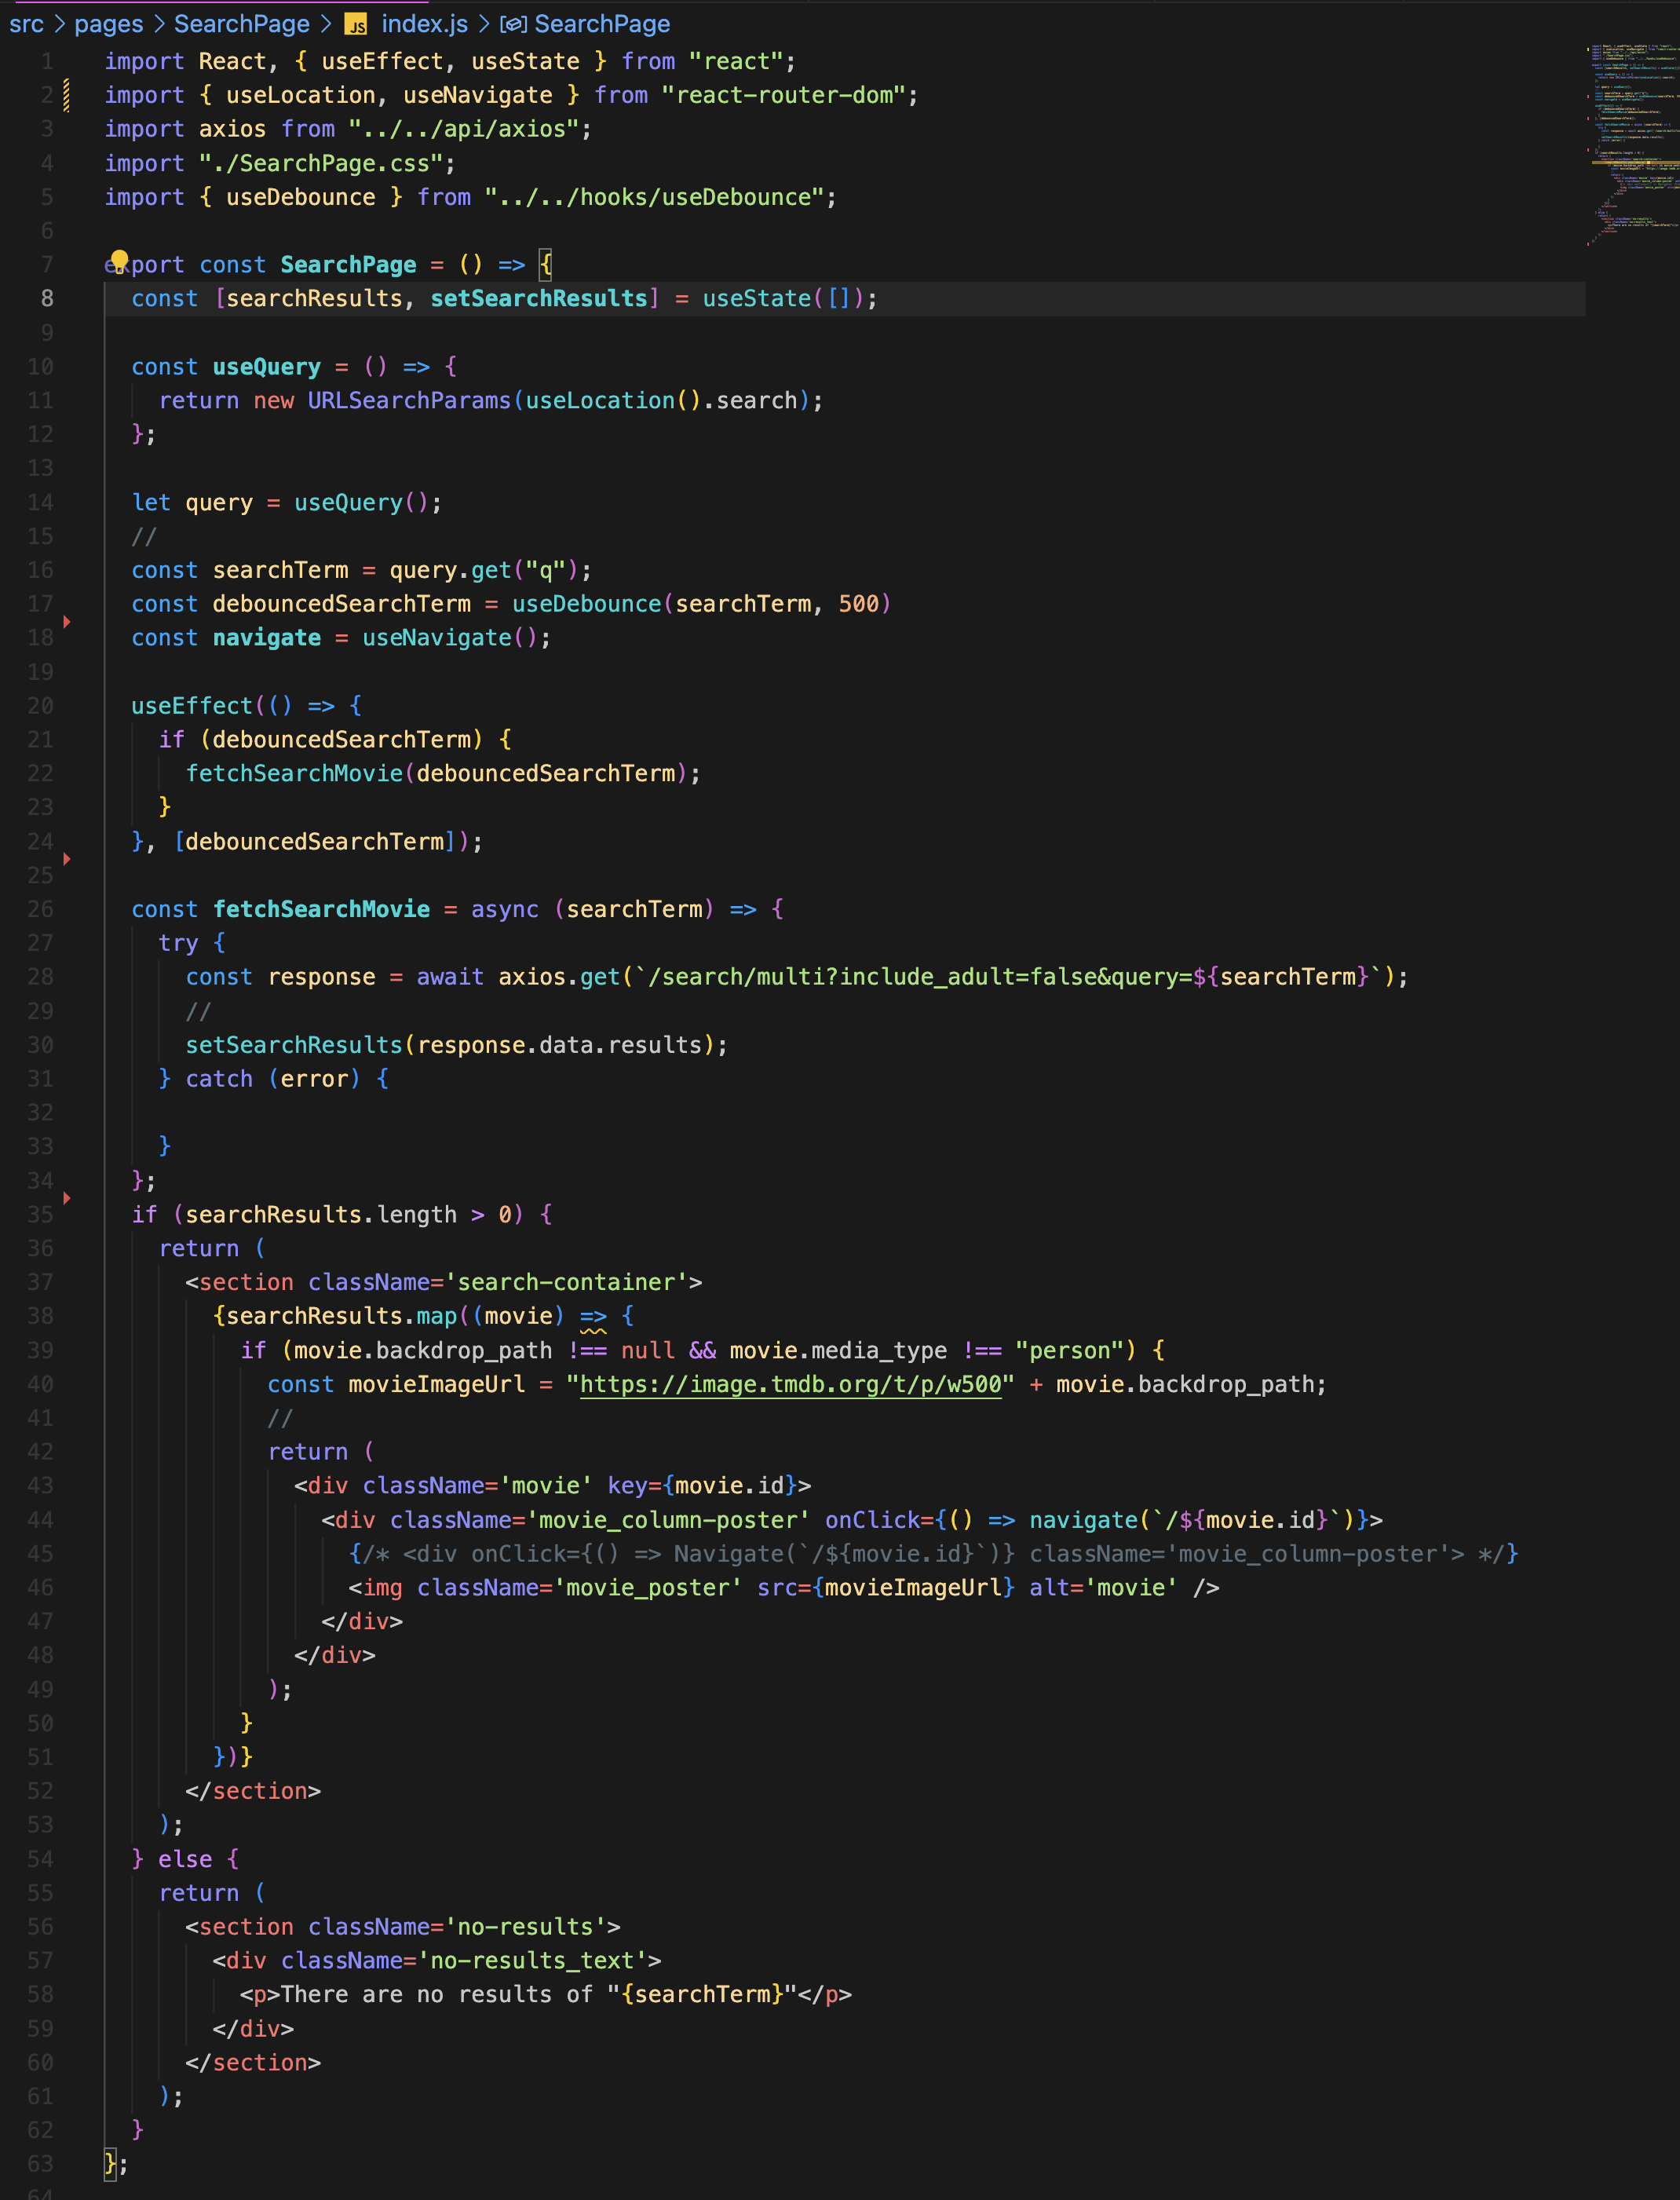 src > pages > SearchPage > JS index.js > SearchPage
1 import React, { useEffect, useState } from "react";
2 import { useLocation, useNavigate } from "react-router-dom";
3 import axios from "../../api/axios";
4 import "./SearchPage.css";
5 import { useDebounce } from "../../hooks/useDebounce";
6
7 export const SearchPage = () => {
8   const [searchResults, setSearchResults] = useState([]);
9
10   const useQuery = () => {
11     return new URLSearchParams(useLocation().search);
12   };
13
14   let query = useQuery();
15   //
16   const searchTerm = query.get("q");
17   const debouncedSearchTerm = useDebounce(searchTerm, 500)
18   const navigate = useNavigate();
19
20   useEffect(() => {
21     if (debouncedSearchTerm) {
22       fetchSearchMovie(debouncedSearchTerm);
23     }
24   }, [debouncedSearchTerm]);
25
26   const fetchSearchMovie = async (searchTerm) => {
27     try {
28       const response = await axios.get(`/search/multi?include_adult=false&query=${searchTerm}`);
29       //
30       setSearchResults(response.data.results);
31     } catch (error) {
32
33     }
34   };
35   if (searchResults.length > 0) {
36     return (
37       <section className='search-container'>
38         {searchResults.map((movie) => {
39           if (movie.backdrop_path !== null && movie.media_type !== "person") {
40             const movieImageUrl = "https://image.tmdb.org/t/p/w500" + movie.backdrop_path;
41             //
42             return (
43               <div className='movie' key={movie.id}>
44                 <div className='movie_column-poster' onClick={() => navigate(`/${movie.id}`)}>
45                   {/* <div onClick={() => Navigate(`/${movie.id}`)} className='movie_column-poster'> */}
46                   <img className='movie_poster' src={movieImageUrl} alt='movie' />
47                 </div>
48               </div>
49             );
50           }
51         })}
52       </section>
53     );
54   } else {
55     return (
56       <section className='no-results'>
57         <div className='no-results_text'>
58           <p>There are no results of "{searchTerm}"</p>
59         </div>
60       </section>
61     );
62   }
63 };
64